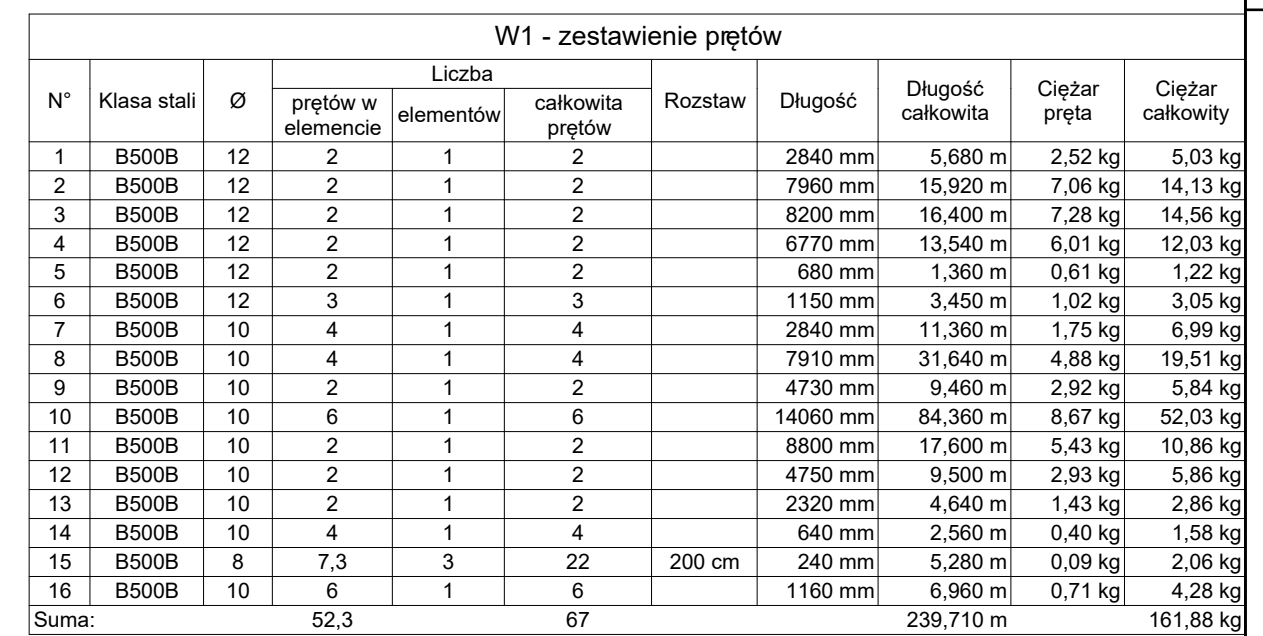 W1 - zestawienie prętów
N° Klasa stali Ø Liczba Rozstaw Długość Długość całkowita Ciężar pręta Ciężar całkowity
prętów w elemencie elementów całkowita prętów
1 B500B 12 2 1 2 2840 mm 5,680 m 2,52 kg 5,03 kg
2 B500B 12 2 1 2 7960 mm 15,920 m 7,06 kg 14,13 kg
3 B500B 12 2 1 2 8200 mm 16,400 m 7,28 kg 14,56 kg
4 B500B 12 2 1 2 6770 mm 13,540 m 6,01 kg 12,03 kg
5 B500B 12 2 1 2 680 mm 1,360 m 0,61 kg 1,22 kg
6 B500B 12 3 1 3 1150 mm 3,450 m 1,02 kg 3,05 kg
7 B500B 10 4 1 4 2840 mm 11,360 m 1,75 kg 6,99 kg
8 B500B 10 4 1 4 7910 mm 31,640 m 4,88 kg 19,51 kg
9 B500B 10 2 1 2 4730 mm 9,460 m 2,92 kg 5,84 kg
10 B500B 10 6 1 6 14060 mm 84,360 m 8,67 kg 52,03 kg
11 B500B 10 2 1 2 8800 mm 17,600 m 5,43 kg 10,86 kg
12 B500B 10 2 1 2 4750 mm 9,500 m 2,93 kg 5,86 kg
13 B500B 10 2 1 2 2320 mm 4,640 m 1,43 kg 2,86 kg
14 B500B 10 4 1 4 640 mm 2,560 m 0,40 kg 1,58 kg
15 B500B 8 7,3 3 22 200 cm 240 mm 5,280 m 0,09 kg 2,06 kg
16 B500B 10 6 1 6 1160 mm 6,960 m 0,71 kg 4,28 kg
Suma: 52,3 67 239,710 m 161,88 kg